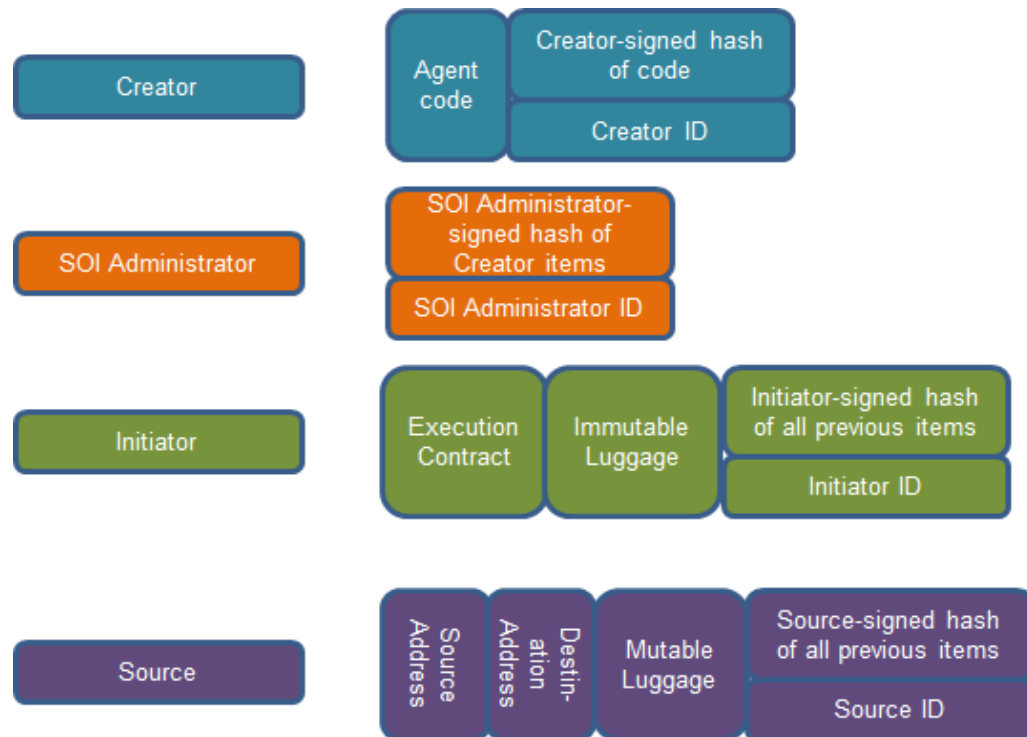 Creator
Agent
code
Creator-signed hash
of code
Creator ID
SOI Administrator
SOI Administrator-
signed hash of
Creator items
SOI Administrator ID
Initiator
Execution
Contract
Immutable
Luggage
Initiator-signed hash
of all previous items
Initiator ID
Source
Source
Address
Destin-
ation
Address
Mutable
Luggage
Source-signed hash
of all previous items
Source ID